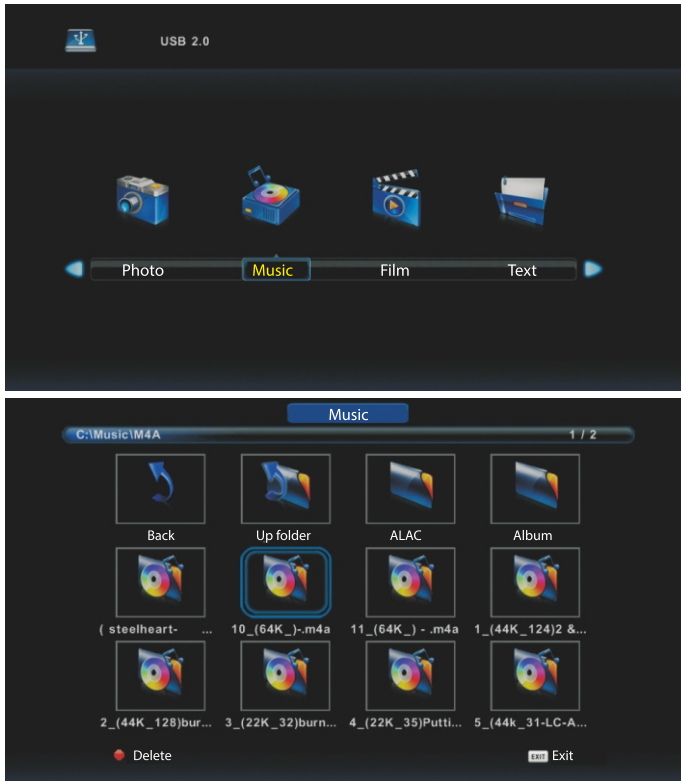 USB 2.0
Photo Music Film Text
Music
C:\Music\M4A 1 / 2
Back Up folder ALAC Album
( steelheart- ... 10_(64K_)-.m4a 11_(64K_) - .m4a 1_(44K_124)2 &...
2_(44K_128)bur... 3_(22K_32)burn... 4_(22K_35)Putti... 5_(44k_31-LC-A...
Delete EXIT Exit